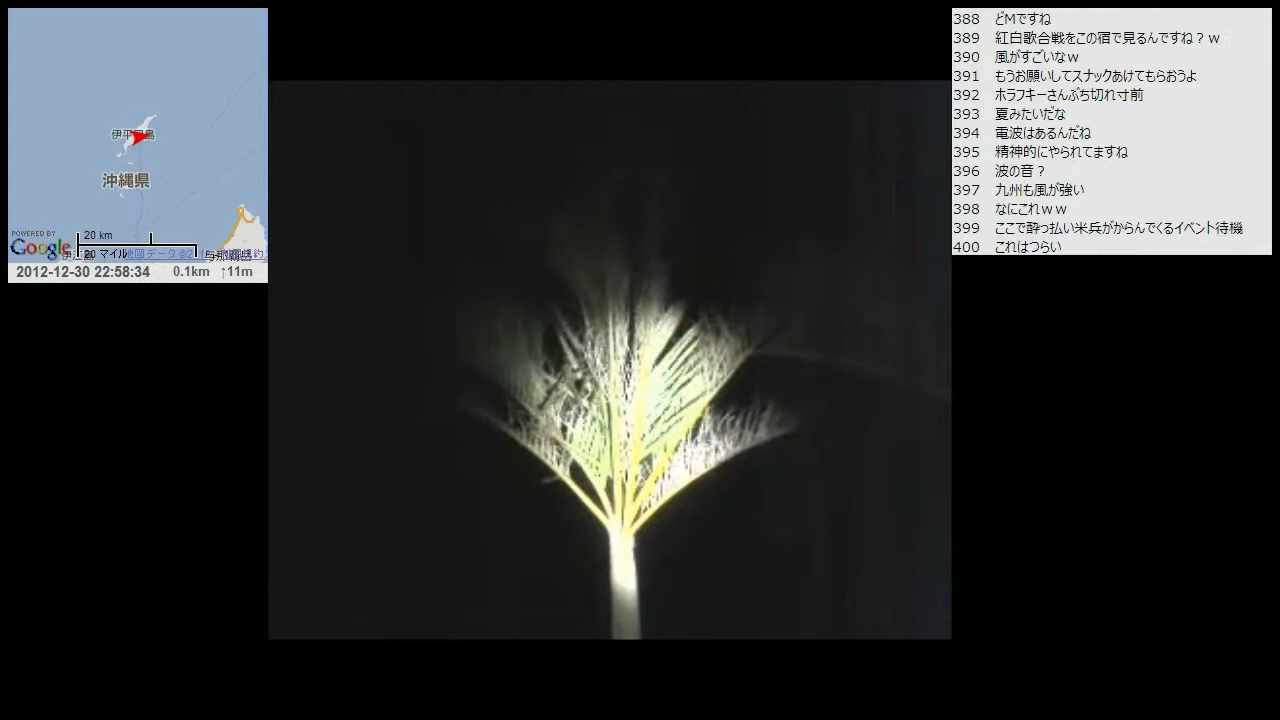 沖縄県
POWERED BY
Google
20 km
20 マイル
2012-12-30 22:58:34 0.1km ↑11m
388 どMですね
389 紅白歌合戦をこの宿で見るんですね？ｗ
390 風がすごいなｗ
391 もうお願いしてスナックあけてもらおうよ
392 ホラフキーさんぶち切れ寸前
393 夏みたいだな
394 電波はあるんだね
395 精神的にやられてますね
396 波の音？
397 九州も風が強い
398 なにこれｗｗ
399 ここで酔っ払い米兵がからんでくるイベント待機
400 これはつらい